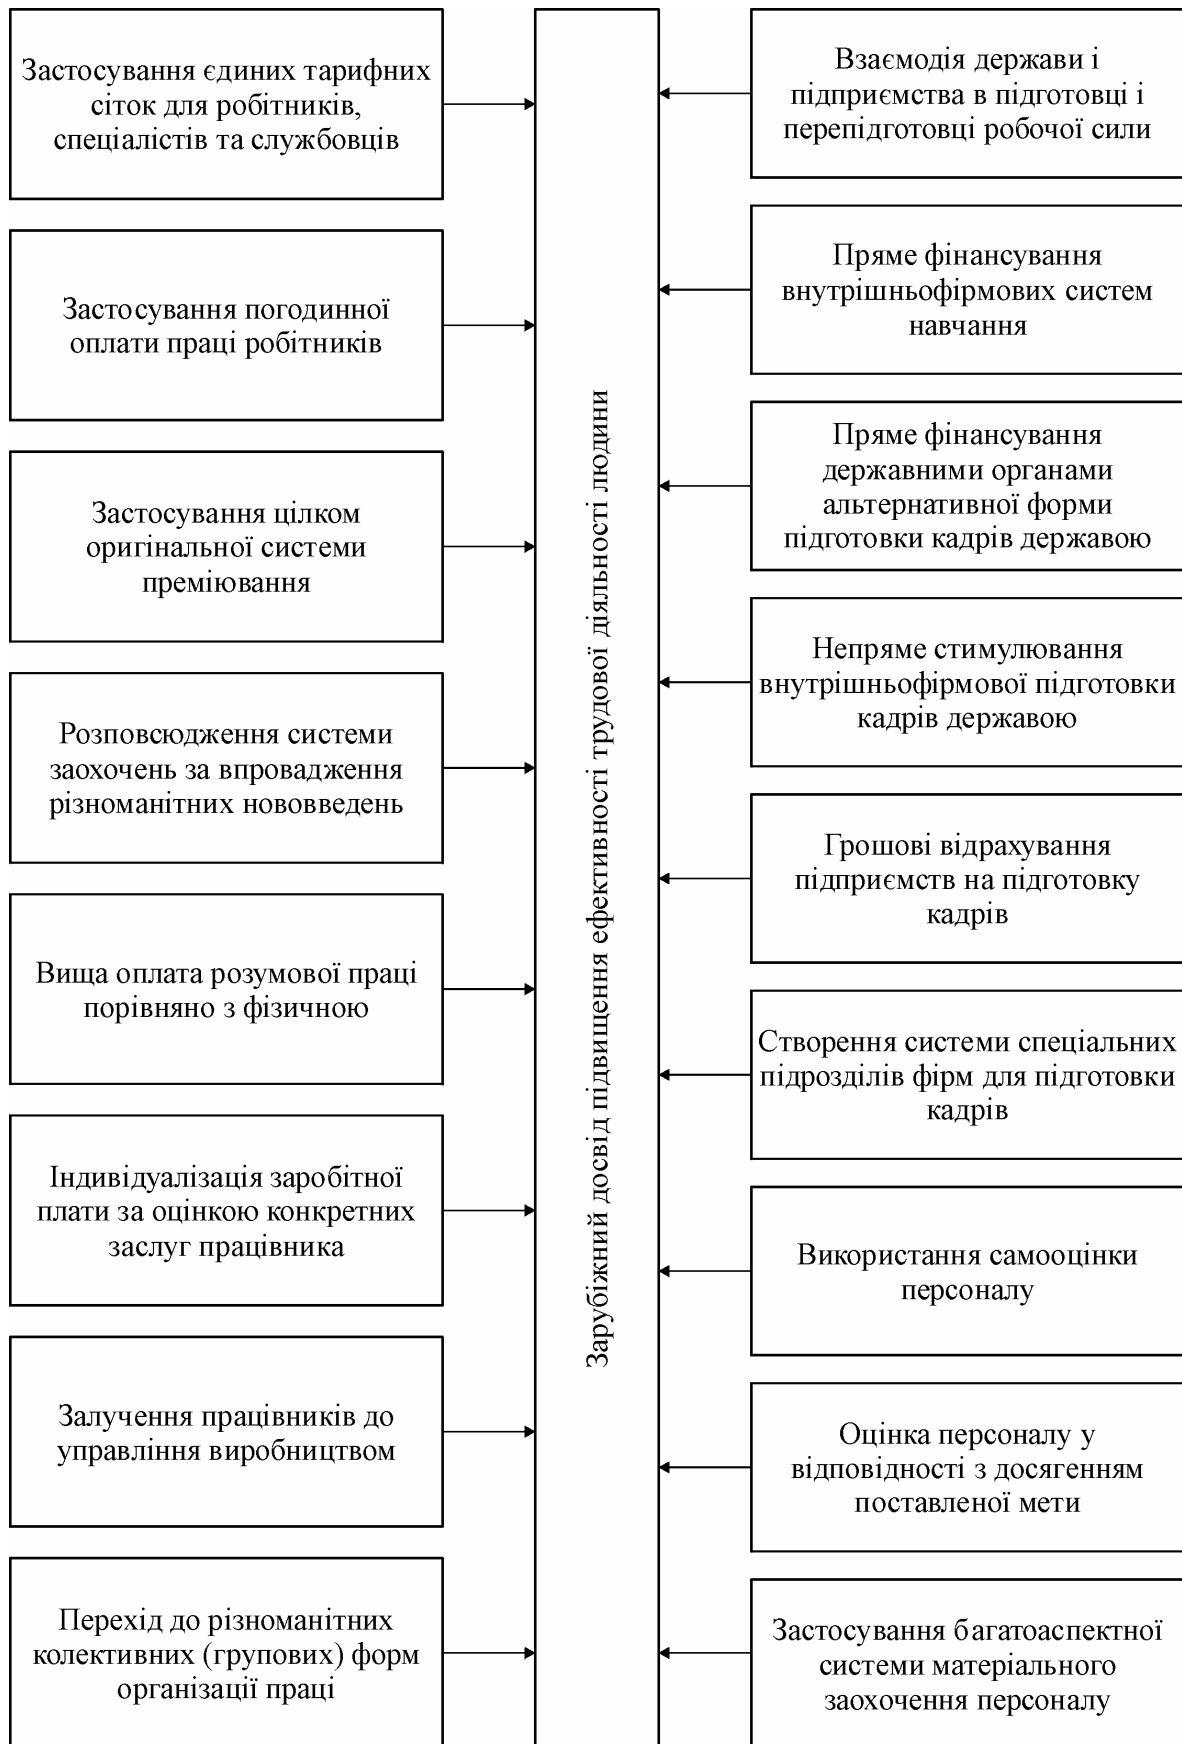 Застосування єдиних тарифних
сіток для робітників,
спеціалістів та службовців
Застосування погодинної
оплати праці робітників
Застосування цілком
оригінальної системи
преміювання
Розповсюдження системи
заохочень за впровадження
різноманітних нововведень
Вища оплата розумової праці
порівняно з фізичною
Індивидуалізація заробітної
плати за оцінкою конкретних
заслуг працівника
Залучення працівників до
управління виробництвом
Перехід до різноманітних
колективних (групових) форм
організації праці
Зарубіжний досвід підвищення ефективності трудової діяльності людини
Взаємодія держави і
підприємства в підготовці і
перепідготовці робочої сили
Пряме фінансування
внутрішньофірмових систем
навчання
Пряме фінансування
державними органами
альтернативної форми
підготовки кадрів державою
Непряме стимулювання
внутрішньофірмової підготовки
кадрів державою
Грошові відрахування
підприємств на підготовку
кадрів
Створення системи спеціальних
підрозділів фірм для підготовки
кадрів
Використання самооцінки
персоналу
Оцінка персоналу у
відповідності з досягенням
поставленої мети
Застосування багатоаспектної
системи матеріального
заохочення персоналу